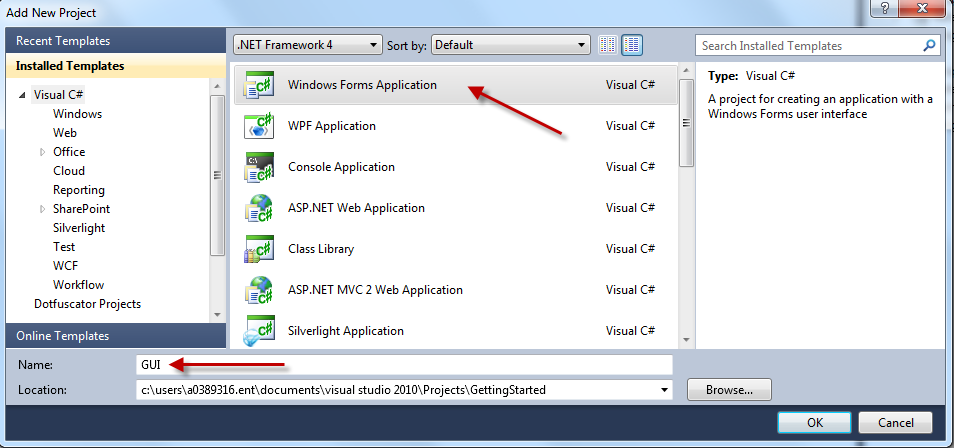 Add New Project
Recent Templates
Installed Templates
Visual C#
Windows
Web
Office
Cloud
Reporting
SharePoint
Silverlight
Test
WCF
Workflow
Dotfuscator Projects
Online Templates
.NET Framework 4 Sort by: Default
Windows Forms Application Visual C#
WPF Application Visual C#
Console Application Visual C#
ASP.NET Web Application Visual C#
Class Library Visual C#
ASP.NET MVC 2 Web Application Visual C#
Silverlight Application Visual C#
Search Installed Templates
Type: Visual C#
A project for creating an application with a
Windows Forms user interface
Name: GUI
Location: c:\users\a0389316.ent\documents\visual studio 2010\Projects\GettingStarted Browse...
OK Cancel